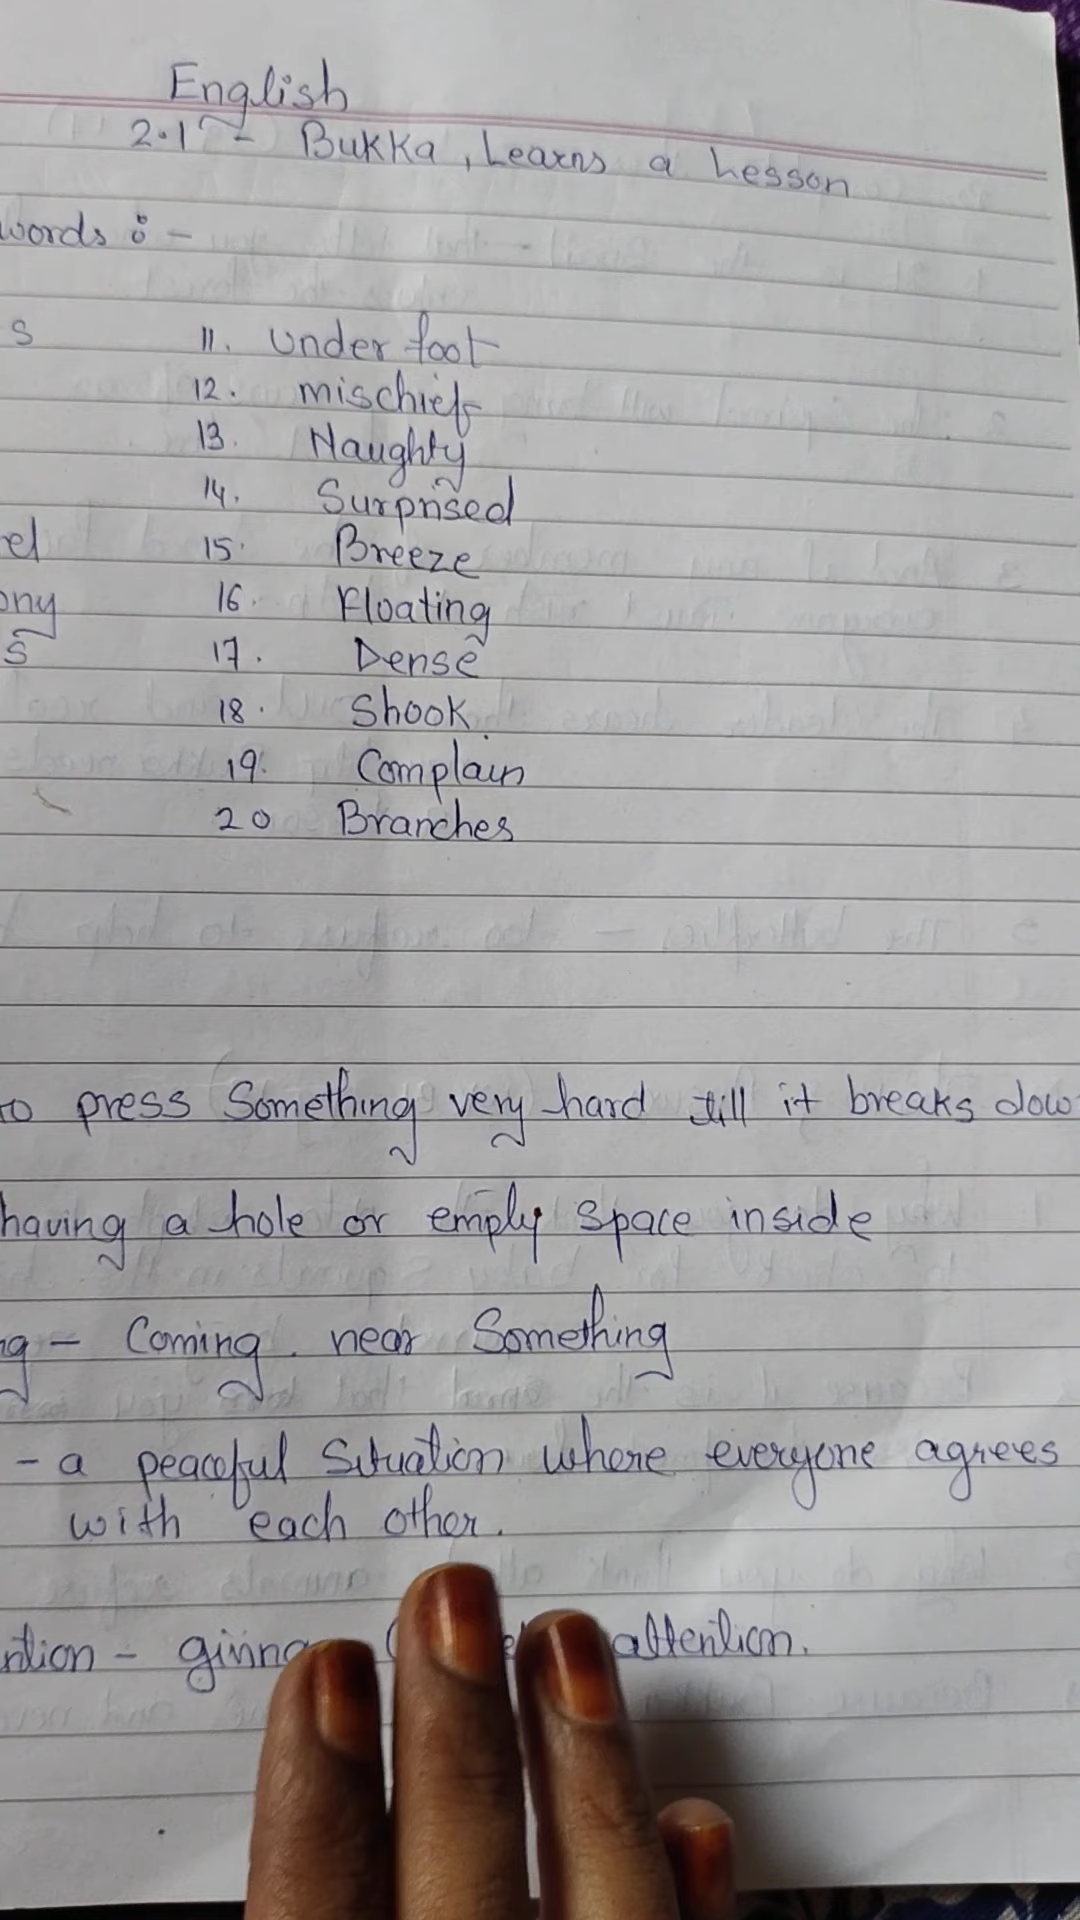 English
2.1 - Bukka, Learns a Lesson
words :-
s 11. Under foot
12. mischief
13. Naughty
14. Surprised
el 15. Breeze
ony 16. Floating
s 17. Dense
18. Shook
19. Complain
20 Branches
to press Something very hard till it breaks dow
having a hole or empty space inside
ng - Coming near Something
- a peaceful Situation where everyone agrees
with each other.
ntion - giving attention.